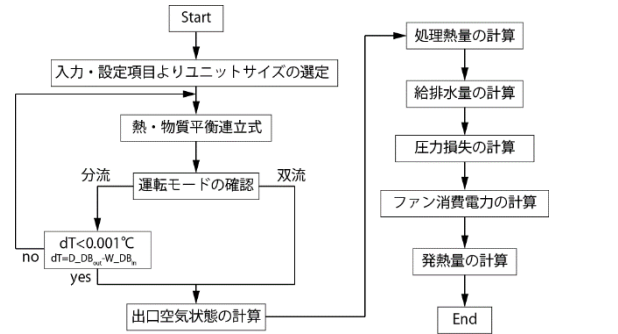 Start
入力・設定項目よりユニットサイズの選定
熱・物質平衡連立式
分流
運転モードの確認
双流
dT<0.001℃
dT=D_DBout-W_DBin
no
yes
出口空気状態の計算
処理熱量の計算
給排水量の計算
圧力損失の計算
ファン消費電力の計算
発熱量の計算
End